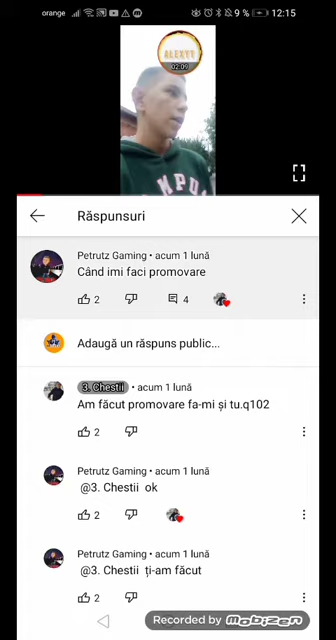 orange
9 %
12:15
ALEXYY
02:09
Răspunsuri
Petrutz Gaming • acum 1 lună
Când imi faci promovare
2
4
Adaugă un răspuns public...
3. Chestii • acum 1 lună
Am făcut promovare fa-mi și tu.q102
2
Petrutz Gaming • acum 1 lună
@3. Chestii ok
2
Petrutz Gaming • acum 1 lună
@3. Chestii ți-am făcut
2
Recorded by mobizen